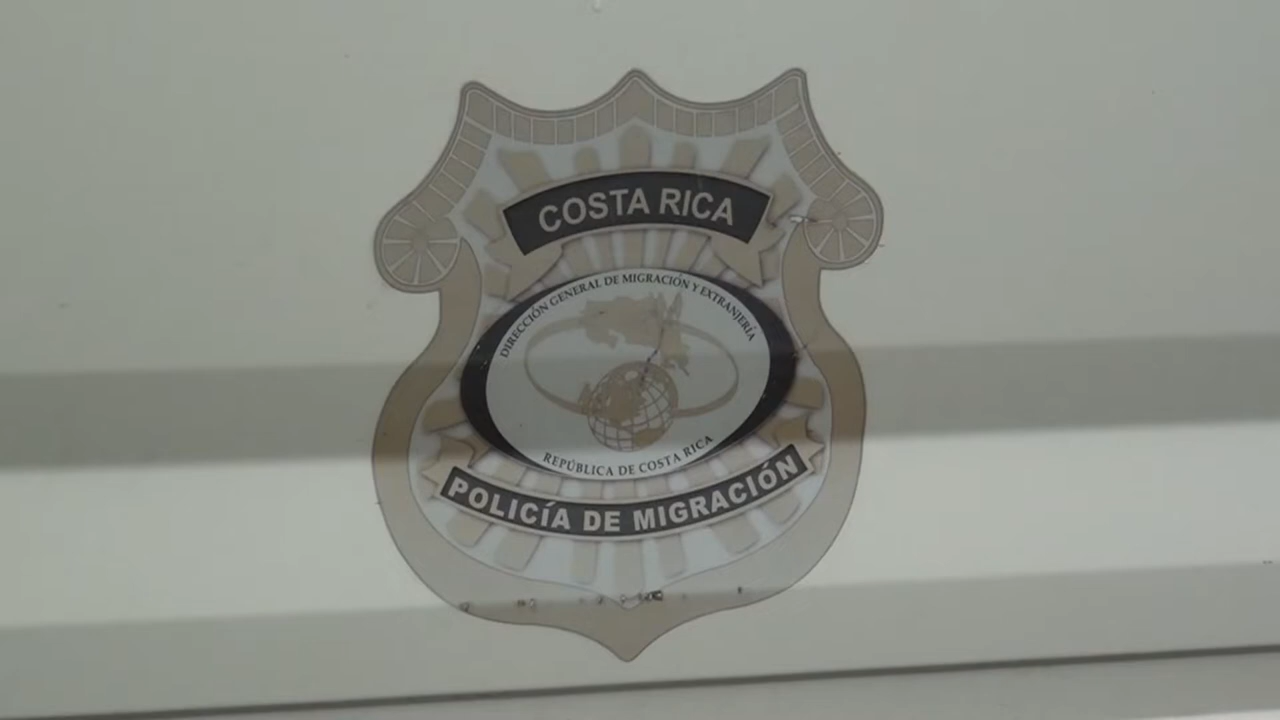 COSTA RICA
DIRECCIÓN GENERAL DE MIGRACIÓN Y EXTRANJERÍA
REPÚBLICA DE COSTA RICA
POLICÍA DE MIGRACIÓN